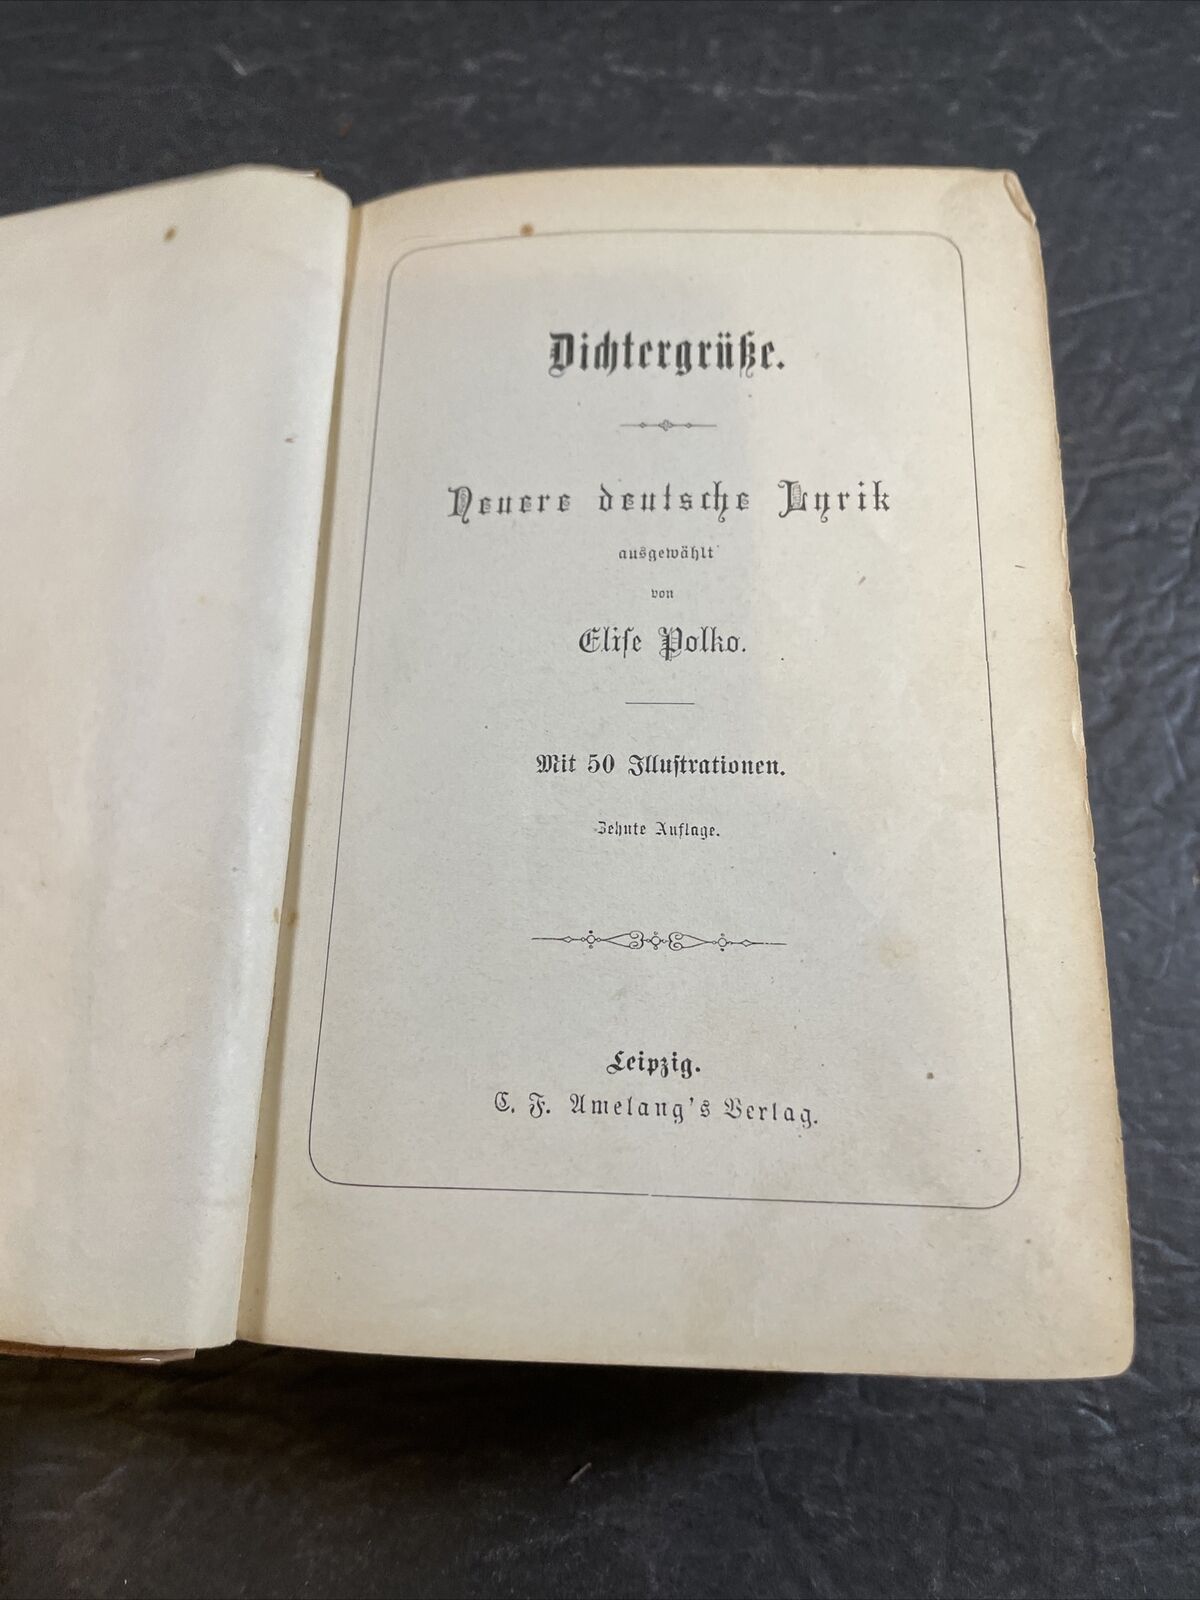 Dichtergrüße.
Neuere deutsche Lyrik
ausgewählt
von
Eliſe Polko.
Mit 50 Illuſtrationen.
Zehnte Auflage.
Leipzig.
C. F. Amelang's Verlag.